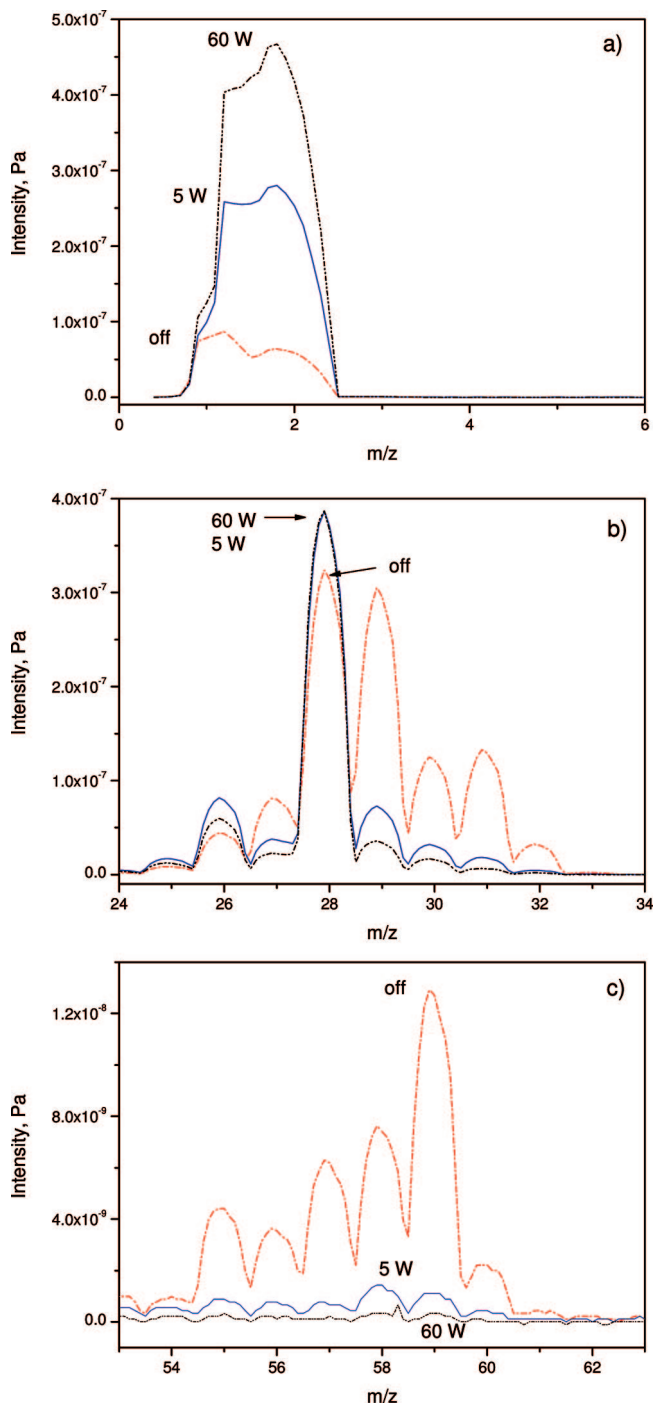 5.0x10-7
60 W
a)
4.0x10-7
Intensity, Pa
3.0x10-7
5 W
2.0x10-7
1.0x10-7
off
0.0
0 2 4 6
m/z
4.0x10-7
60 W
5 W
b)
off
3.0x10-7
Intensity, Pa
2.0x10-7
1.0x10-7
0.0
24 26 28 30 32 34
m/z
off
c)
1.2x10-8
Intensity, Pa
8.0x10-9
4.0x10-9
5 W
0.0
60 W
54 56 58 60 62
m/z